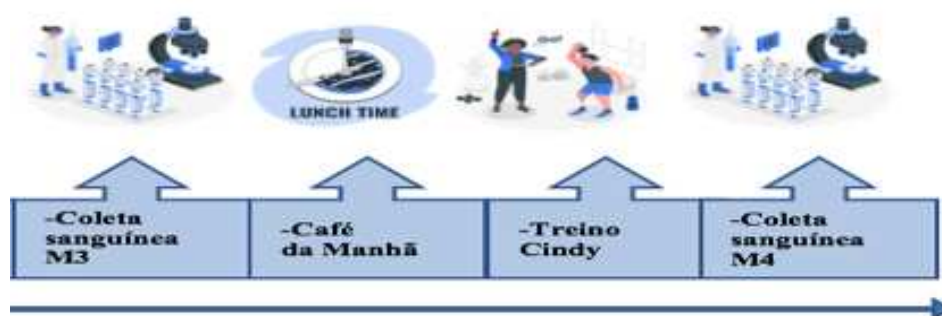 LUNCH TIME
-Coleta
sanguínea
M3
-Café
da Manhã
-Treino
Cindy
-Coleta
sanguínea
M4